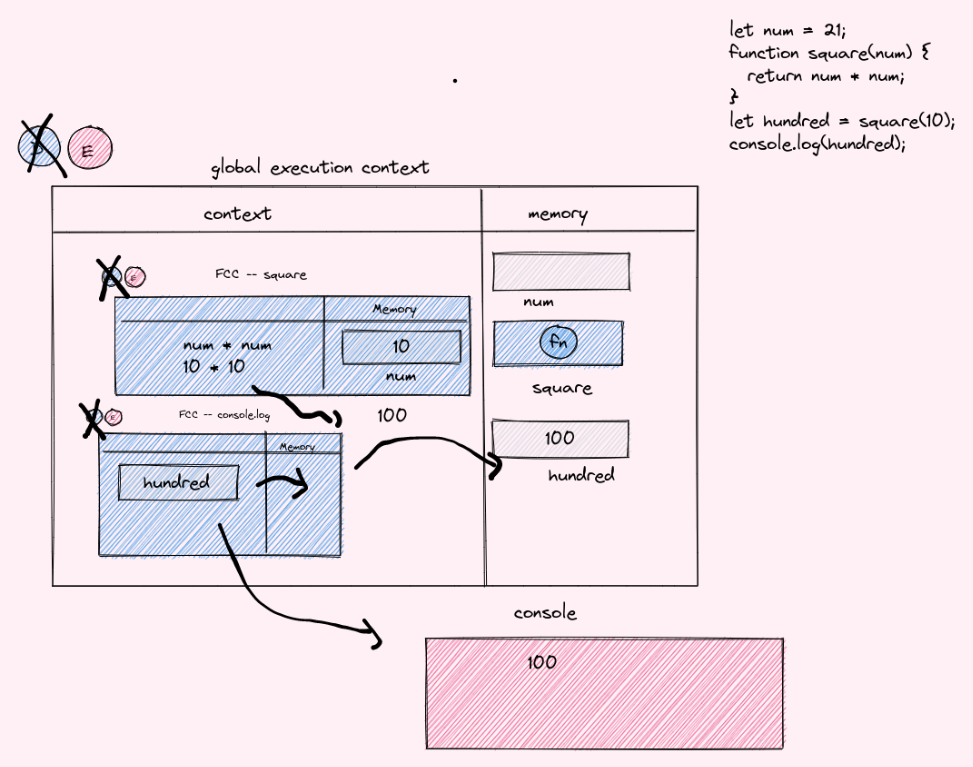 let num = 21;
function square(num) {
return num * num;
}
let hundred = square(10);
console.log(hundred);
E
global execution context
context
memory
E
FCC -- square
Memory
num * num
10 * 10
10
num
num
fn
square
FCC -- console.log
100
Memory
hundred
100
hundred
console
100